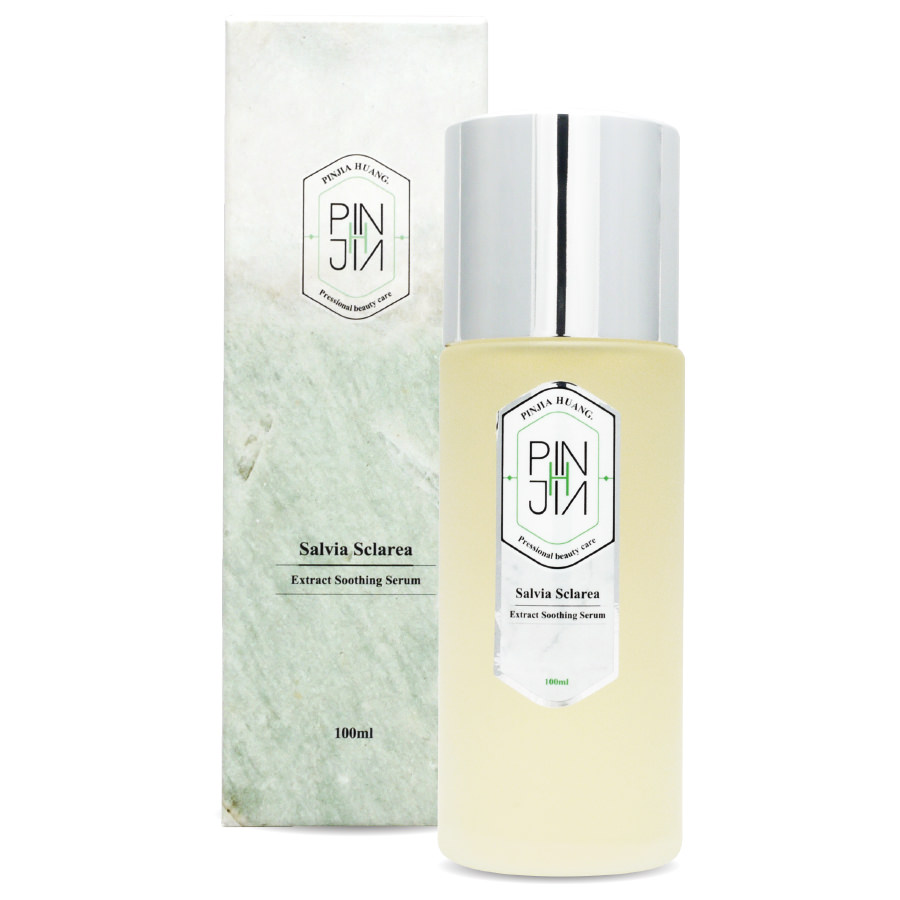 PINJIA HUANG.
PIN
H
JIA
Pressional beauty care
Salvia Sclarea
Extract Soothing Serum
100ml
PINJIA HUANG.
PIN
H
JIA
Pressional beauty care
Salvia Sclarea
Extract Soothing Serum
100ml